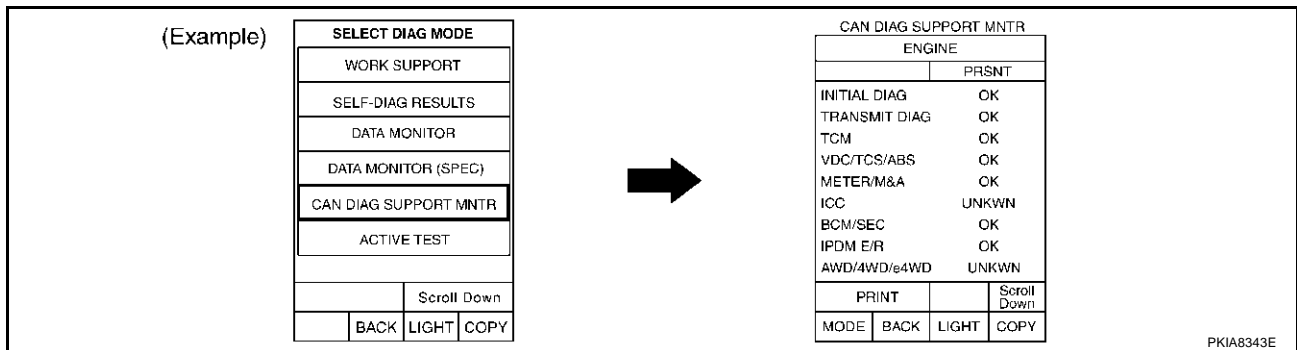 (Example)
SELECT DIAG MODE
WORK SUPPORT
SELF-DIAG RESULTS
DATA MONITOR
DATA MONITOR (SPEC)
CAN DIAG SUPPORT MNTR
ACTIVE TEST
Scroll Down
BACK LIGHT COPY
CAN DIAG SUPPORT MNTR
ENGINE
PRSNT
INITIAL DIAG OK
TRANSMIT DIAG OK
TCM OK
VDC/TCS/ABS OK
METER/M&A OK
ICC UNKWN
BCM/SEC OK
IPDM E/R OK
AWD/4WD/e4WD UNKWN
PRINT Scroll
Down
MODE BACK LIGHT COPY
PKIA8343E